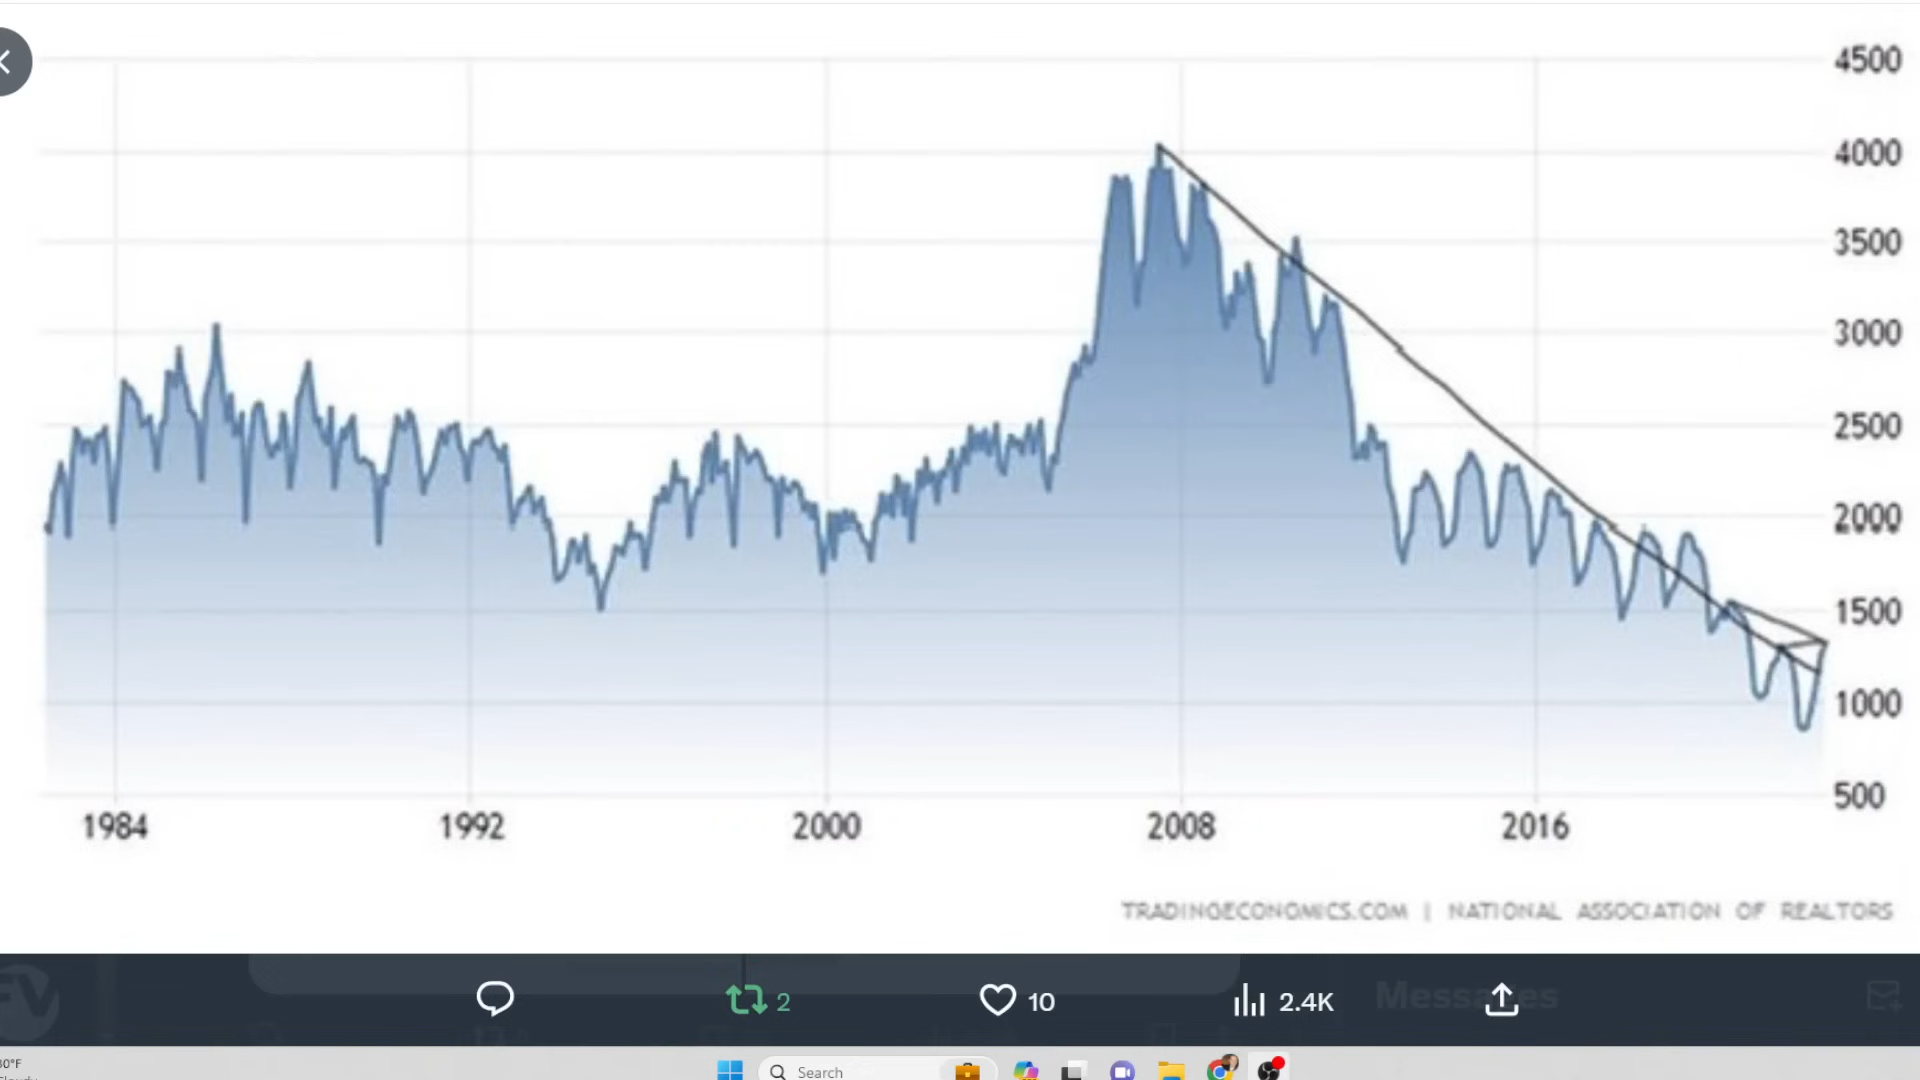 4500
4000
3500
3000
2500
2000
1500
1000
500
1984 1992 2000 2008 2016
TRADINGECONOMICS.COM | NATIONAL ASSOCIATION OF REALTORS
2 10 2.4K
Messages
Search